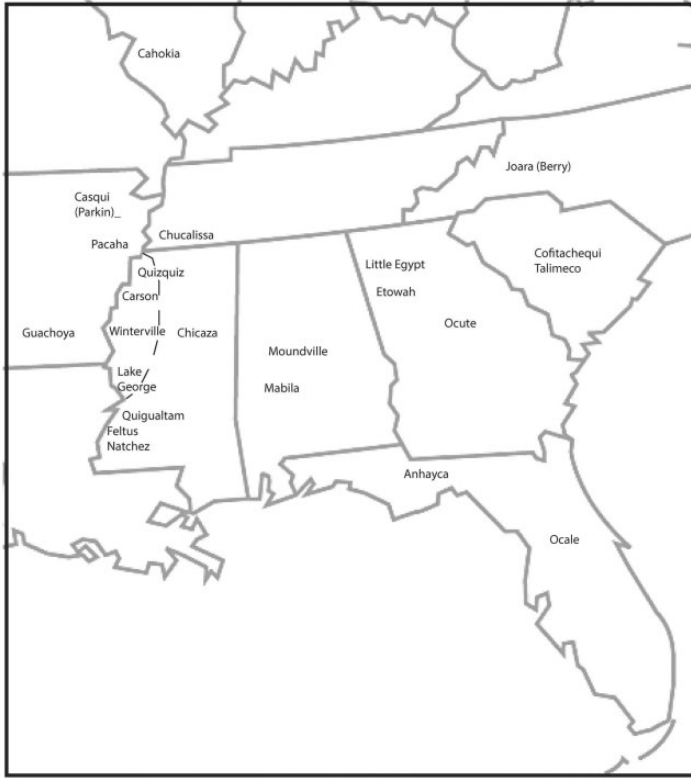 Cahokia
Joara (Berry)
Casqui
(Parkin)_
Chucalissa
Pacaha
Cofitachequi
Talimeco
Little Egypt
Quizquiz
Etowah
Carson
Ocute
Winterville
Chicaza
Guachoya
Moundville
Lake
George
Mabila
Quigualtam
Feltus
Natchez
Anhayca
Ocale